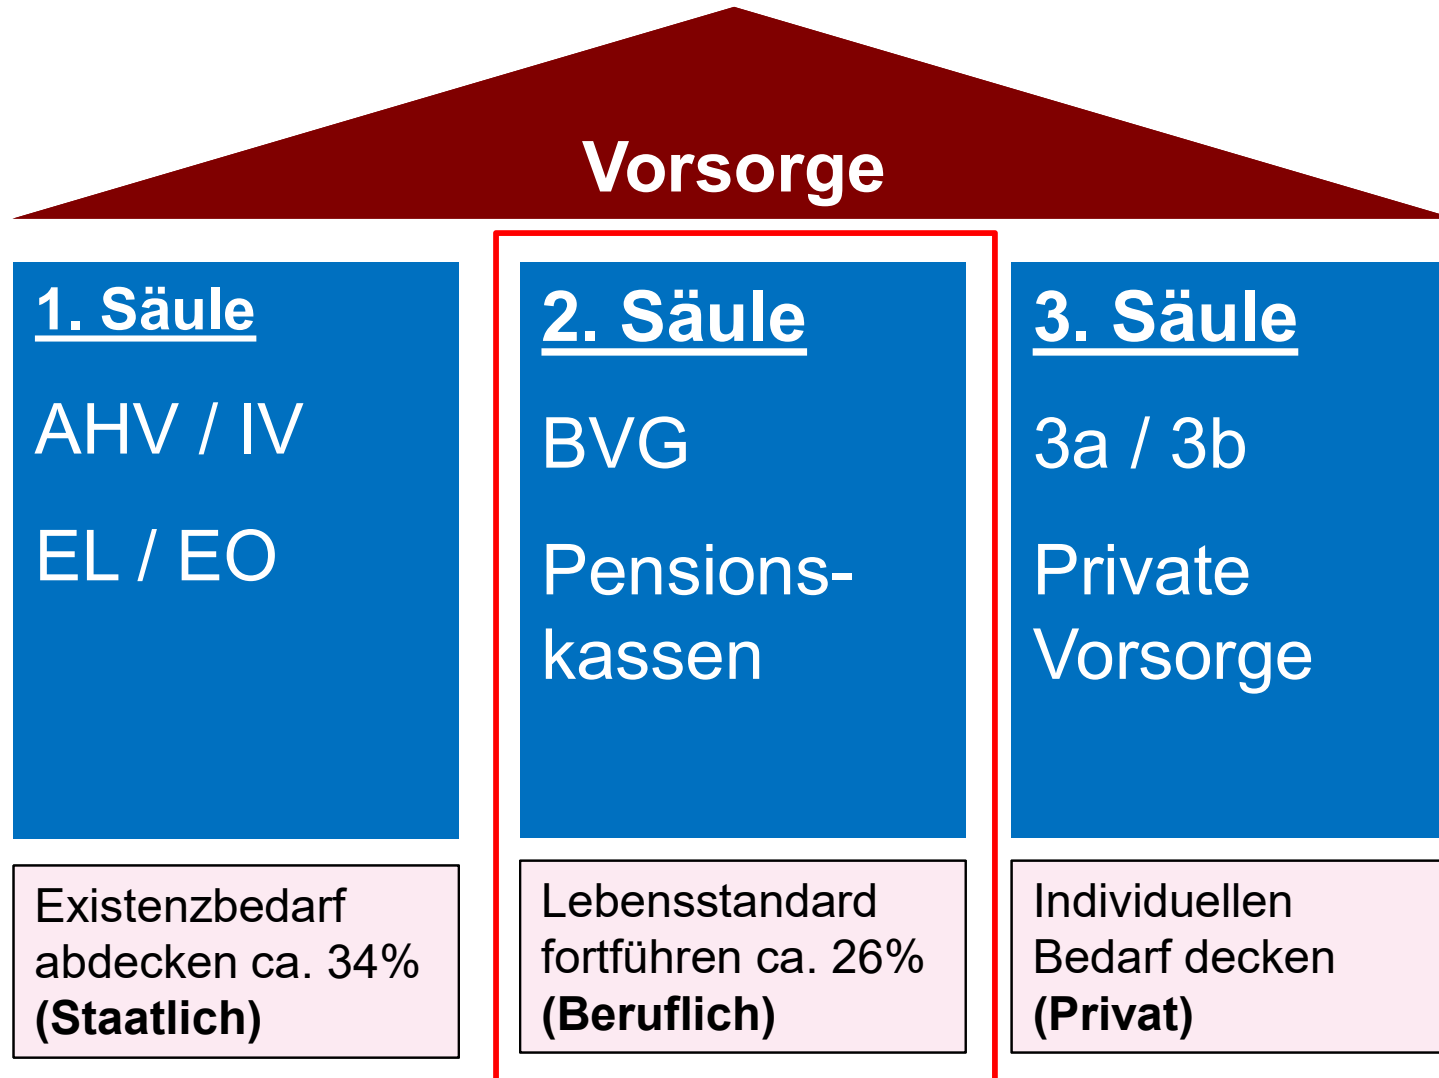 Vorsorge
1. Säule
AHV / IV
EL / EO
2. Säule
BVG
Pensions-
kassen
3. Säule
3a / 3b
Private
Vorsorge
Existenzbedarf
abdecken ca. 34%
(Staatlich)
Lebensstandard
fortführen ca. 26%
(Beruflich)
Individuellen
Bedarf decken
(Privat)